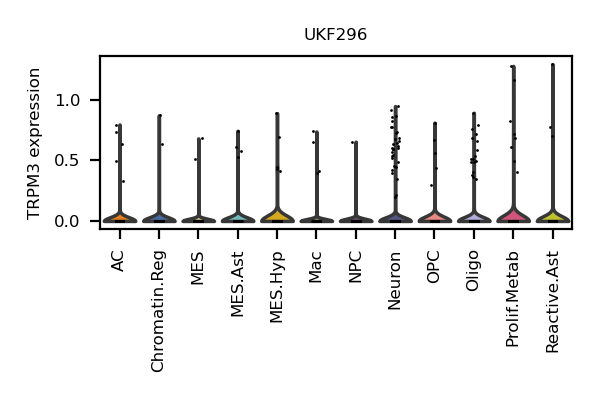 UKF296
TRPM3 expression
1.0
0.5
0.0
AC
Chromatin.Reg
MES
MES.Ast
MES.Hyp
Mac
NPC
Neuron
OPC
Oligo
Prolif.Metab
Reactive.Ast